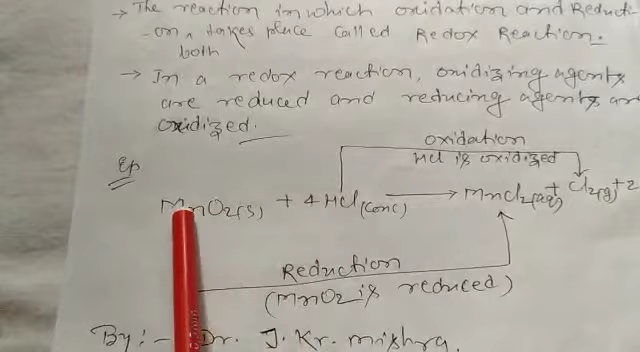 → The reaction in which oxidation and Reducti-
-on, takes place called Redox Reaction.
both
→ In a redox reaction, oxidizing agents
are reduced and reducing agents are
oxidized.
oxidation
HCl is oxidized
Ep
MnO2(s) + 4HCl(conc) → MnCl2(aq) + Cl2(g) + 2
Reduction
(MnO2 is reduced)
By:- Dr. J. Kr. mishra.